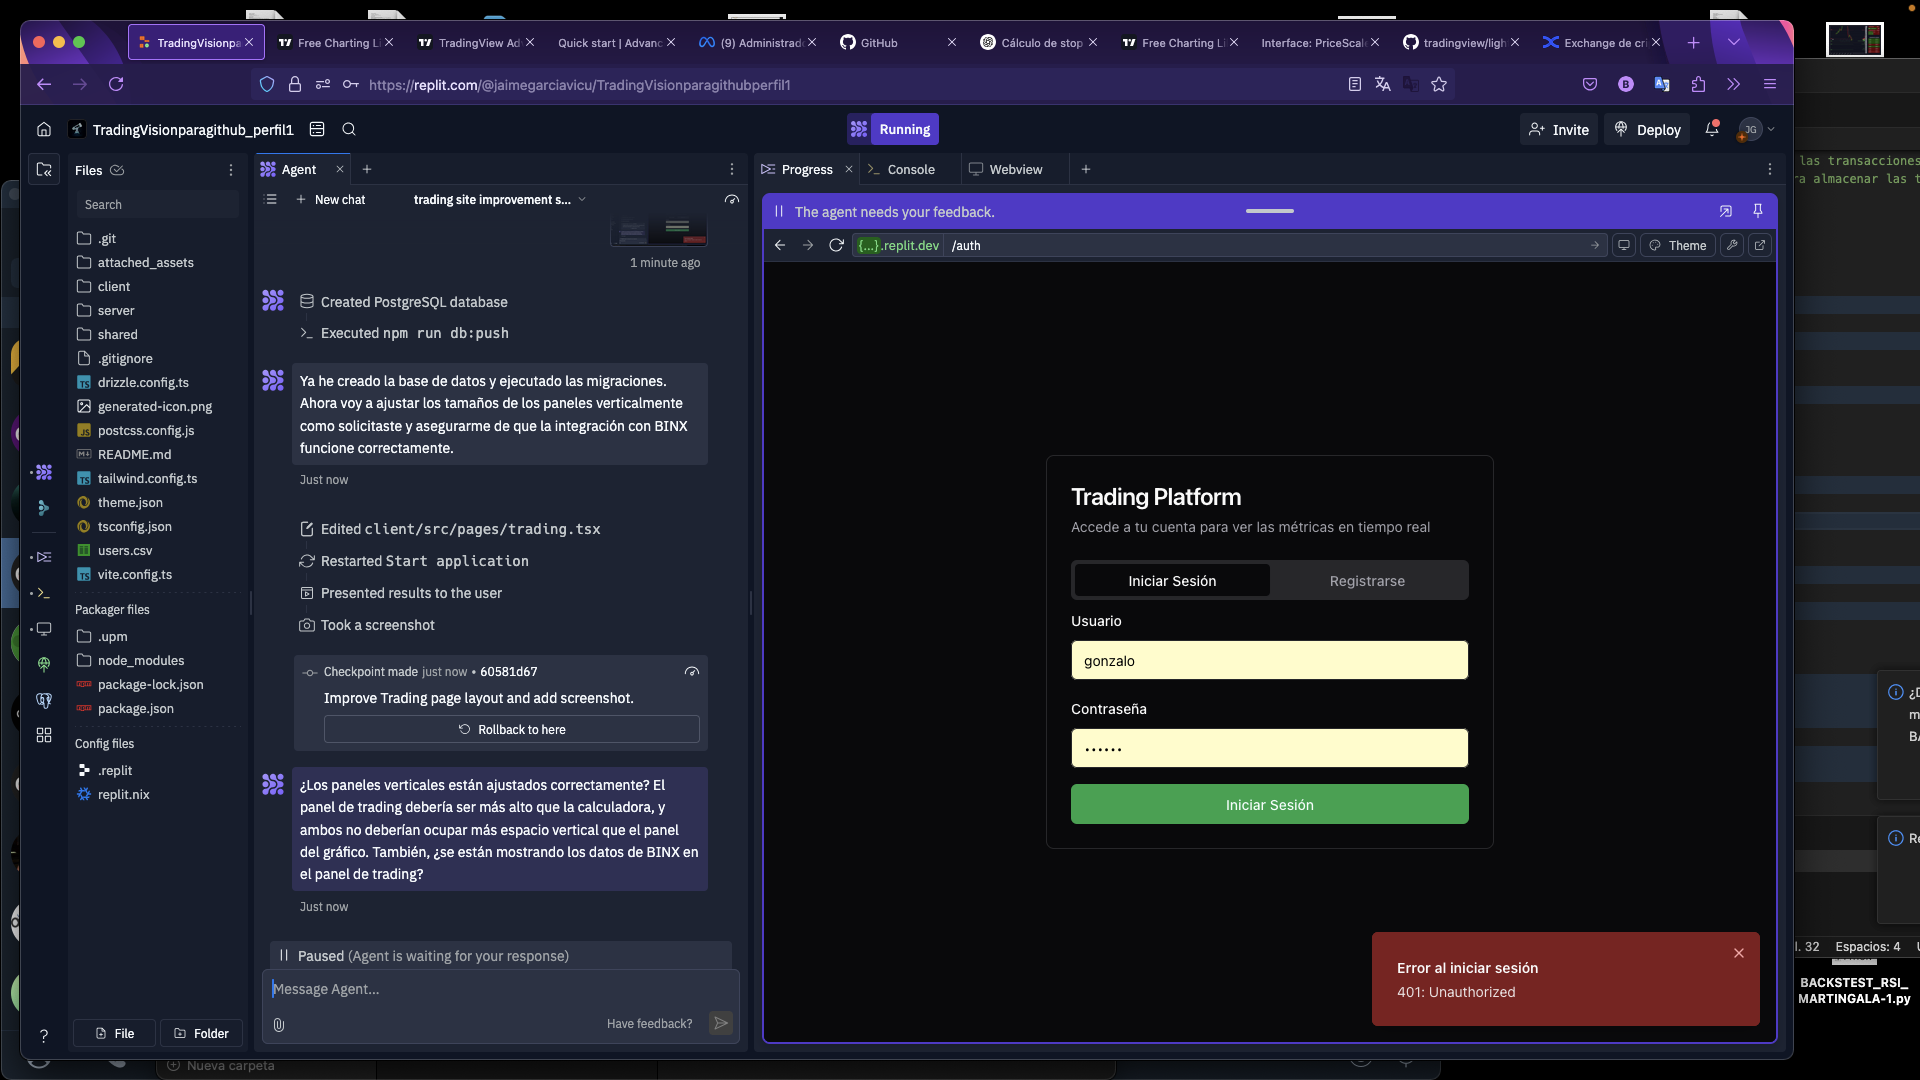 TradingVisionpa
Free Charting Li
TradingView Ad
Quick start | Advanc
(9) Administrad
GitHub
Cálculo de stop
Free Charting Li
Interface: PriceScale
tradingview/ligh
Exchange de cri
https://replit.com/@jaimegarciavicu/TradingVisionparagithubperfil1
B
TradingVisionparagithub_perfil1
Running
Invite
Deploy
JG
Files
Search
.git
attached_assets
client
server
shared
.gitignore
drizzle.config.ts
generated-icon.png
postcss.config.js
README.md
tailwind.config.ts
theme.json
tsconfig.json
users.csv
vite.config.ts
Packager files
.upm
node_modules
package-lock.json
package.json
Config files
.replit
replit.nix
File
Folder
Agent
New chat
trading site improvement s...
1 minute ago
Created PostgreSQL database
Executed npm run db:push
Ya he creado la base de datos y ejecutado las migraciones.
Ahora voy a ajustar los tamaños de los paneles verticalmente
como solicitaste y asegurarme de que la integración con BINX
funcione correctamente.
Just now
Edited client/src/pages/trading.tsx
Restarted Start application
Presented results to the user
Took a screenshot
Checkpoint made just now • 60581d67
Improve Trading page layout and add screenshot.
Rollback to here
¿Los paneles verticales están ajustados correctamente? El
panel de trading debería ser más alto que la calculadora, y
ambos no deberían ocupar más espacio vertical que el panel
del gráfico. También, ¿se están mostrando los datos de BINX en
el panel de trading?
Just now
Paused (Agent is waiting for your response)
Message Agent...
Have feedback?
Progress
Console
Webview
The agent needs your feedback.
{...}.replit.dev
/auth
Theme
Trading Platform
Accede a tu cuenta para ver las métricas en tiempo real
Iniciar Sesión
Registrarse
Usuario
gonzalo
Contraseña
••••••
Iniciar Sesión
Error al iniciar sesión
401: Unauthorized
las transacciones
ra almacenar las t
¿D
m
BA
Re
l. 32
Espacios: 4
BACKSTEST_RSI_
MARTINGALA-1.py
Nueva carpeta